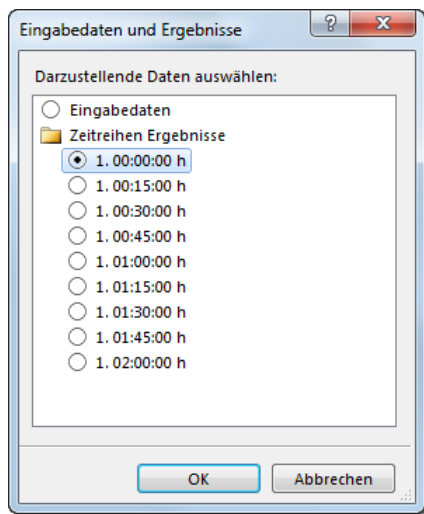 Eingabedaten und Ergebnisse
Darzustellende Daten auswählen:
Eingabedaten
Zeitreihen Ergebnisse
1. 00:00:00 h
1. 00:15:00 h
1. 00:30:00 h
1. 00:45:00 h
1. 01:00:00 h
1. 01:15:00 h
1. 01:30:00 h
1. 01:45:00 h
1. 02:00:00 h
OK Abbrechen